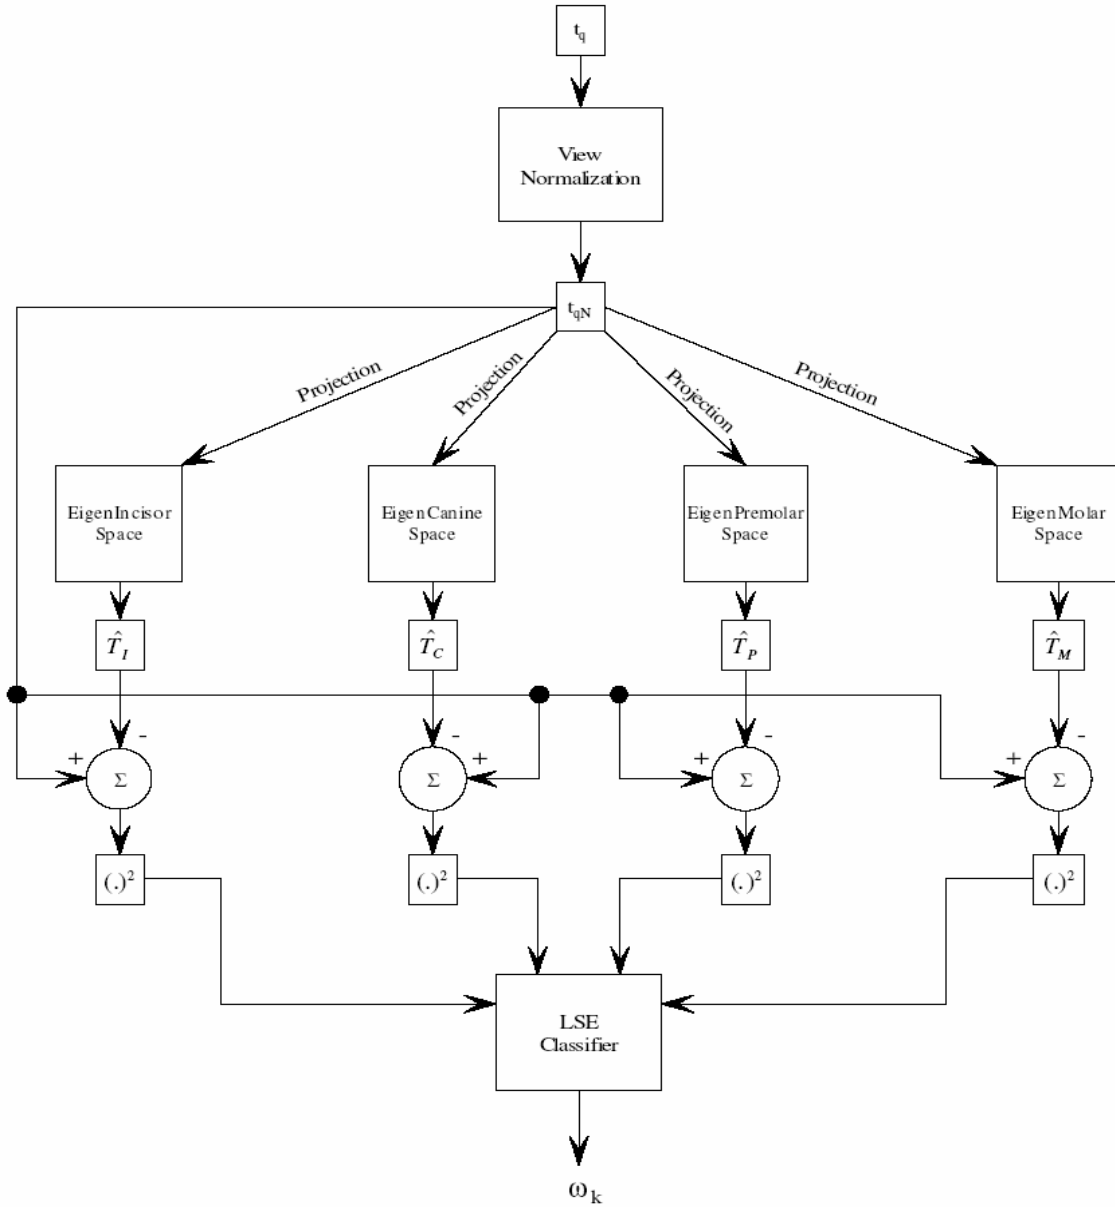 t_q
View
Normalization
t_qN
Projection
Projection
Projection
Projection
EigenIncisor
Space
EigenCanine
Space
EigenPremolar
Space
EigenMolar
Space
T̂_I
T̂_C
T̂_P
T̂_M
+
-
-
+
+
-
+
-
Σ
Σ
Σ
Σ
(.)²
(.)²
(.)²
(.)²
LSE
Classifier
ω_k